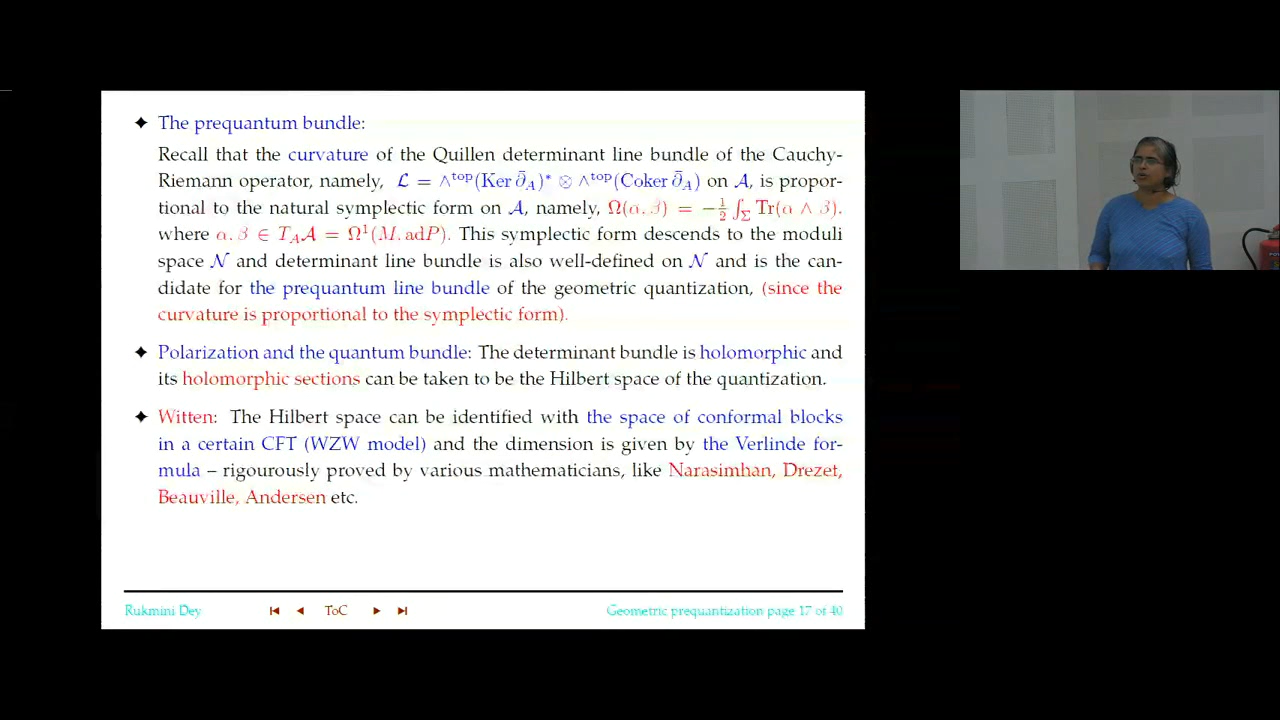 ✦ The prequantum bundle:
Recall that the curvature of the Quillen determinant line bundle of the Cauchy-
Riemann operator, namely, 𝓛 = ∧^top(Ker ∂̄_A)* ⊗ ∧^top(Coker ∂̄_A) on 𝒜, is propor-
tional to the natural symplectic form on 𝒜, namely, Ω(α, β) = −1/2 ∫_Σ Tr(α ∧ β).
where α, β ∈ T_A𝒜 = Ω^1(M, adP). This symplectic form descends to the moduli
space 𝒩 and determinant line bundle is also well-defined on 𝒩 and is the can-
didate for the prequantum line bundle of the geometric quantization, (since the
curvature is proportional to the symplectic form).
✦ Polarization and the quantum bundle: The determinant bundle is holomorphic and
its holomorphic sections can be taken to be the Hilbert space of the quantization.
✦ Witten: The Hilbert space can be identified with the space of conformal blocks
in a certain CFT (WZW model) and the dimension is given by the Verlinde for-
mula – rigourously proved by various mathematicians, like Narasimhan, Drezet,
Beauville, Andersen etc.
Rukmini Dey ToC Geometric prequantization page 17 of 40